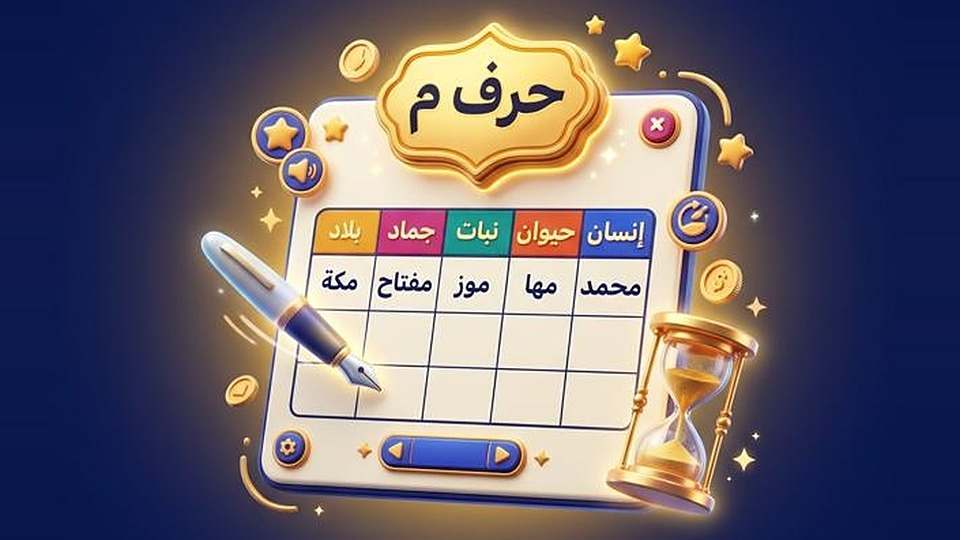 حرف م
إنسان حيوان نبات جماد بلاد
محمد مها موز مفتاح مكة